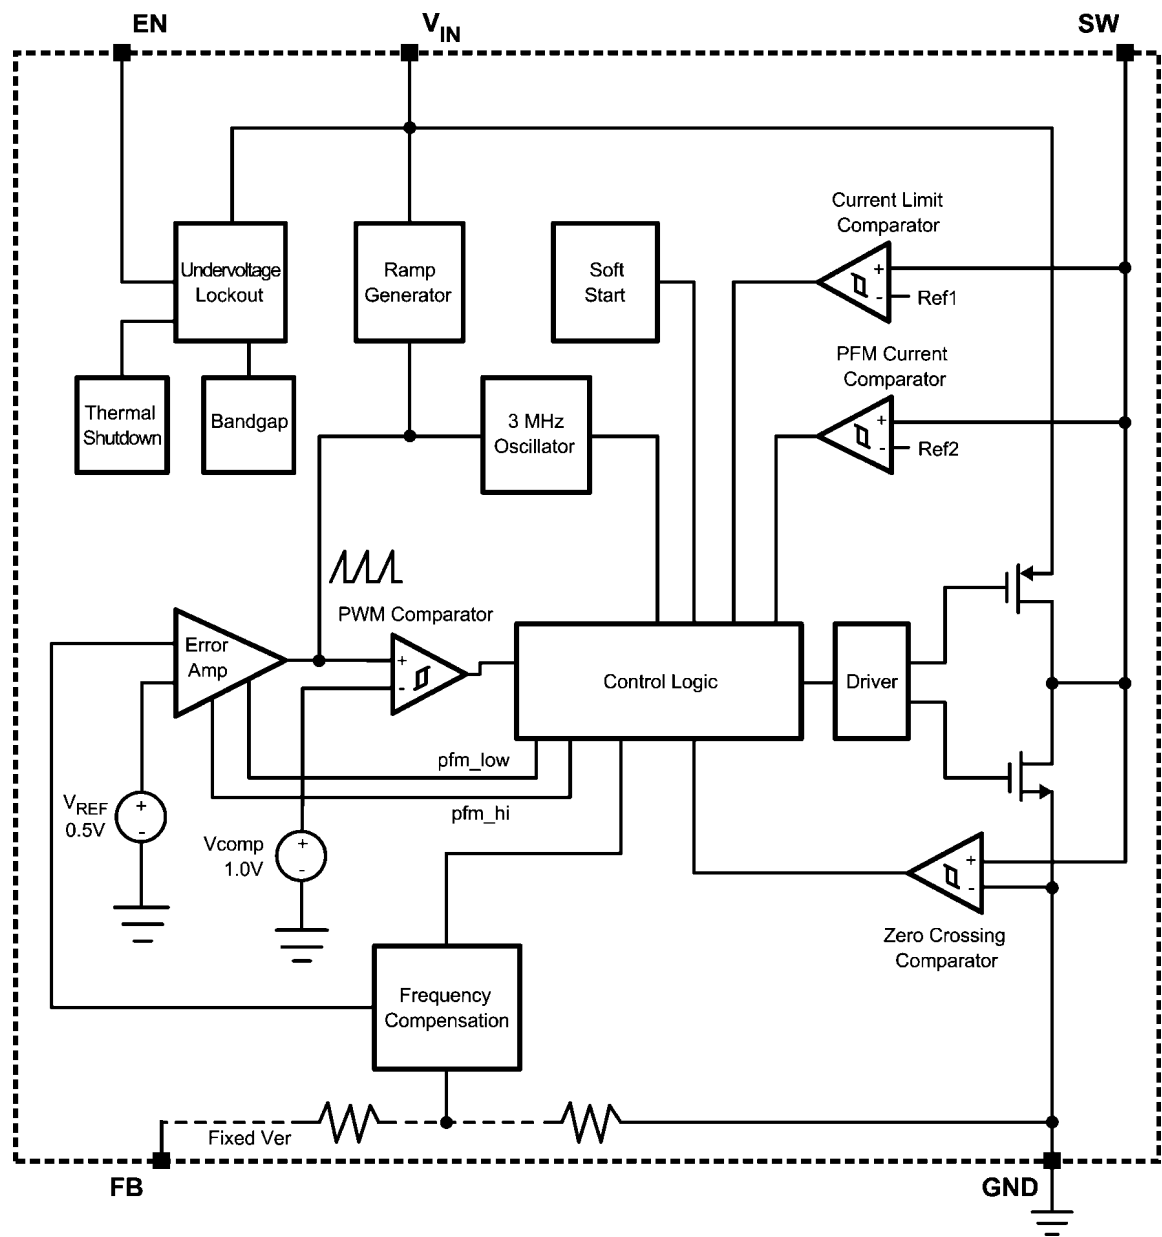 EN
VIN
SW
Current Limit
Comparator
+
-
Ref1
Undervoltage
Lockout
Ramp
Generator
Soft
Start
PFM Current
Comparator
+
-
Ref2
Thermal
Shutdown
Bandgap
3 MHz
Oscillator
PWM Comparator
+
-
Error
Amp
Control Logic
Driver
pfm_low
pfm_hi
VREF
0.5V
+
-
Vcomp
1.0V
+
-
+
-
Zero Crossing
Comparator
Frequency
Compensation
Fixed Ver
FB
GND